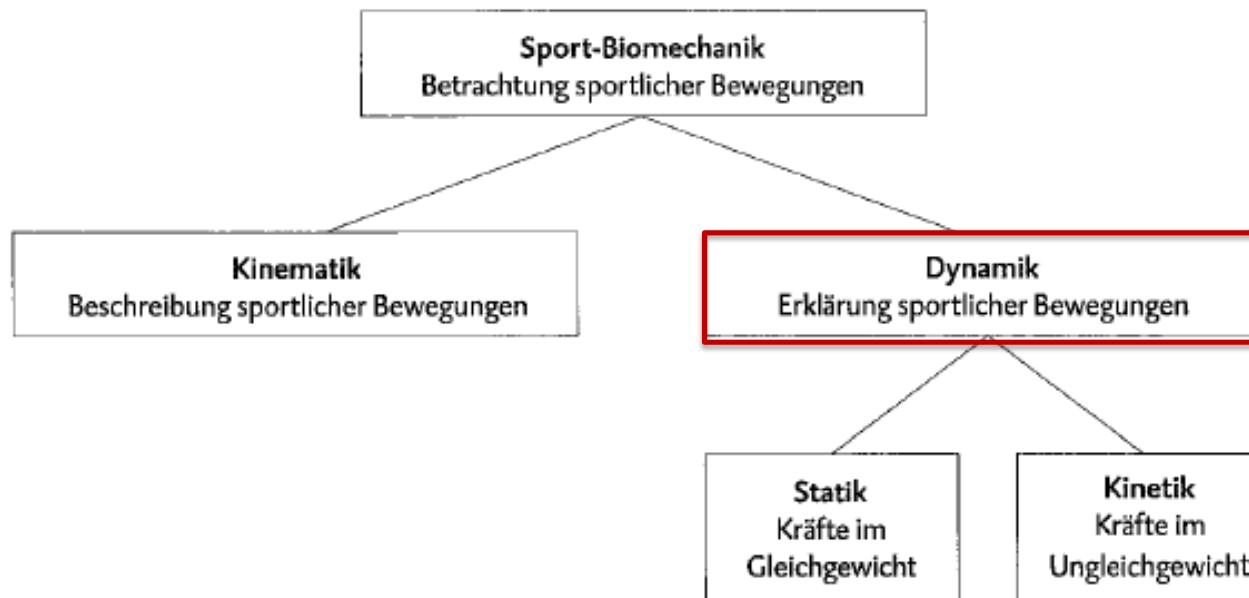 Sport-Biomechanik
Betrachtung sportlicher Bewegungen
Kinematik
Beschreibung sportlicher Bewegungen
Dynamik
Erklärung sportlicher Bewegungen
Statik
Kräfte im
Gleichgewicht
Kinetik
Kräfte im
Ungleichgewicht